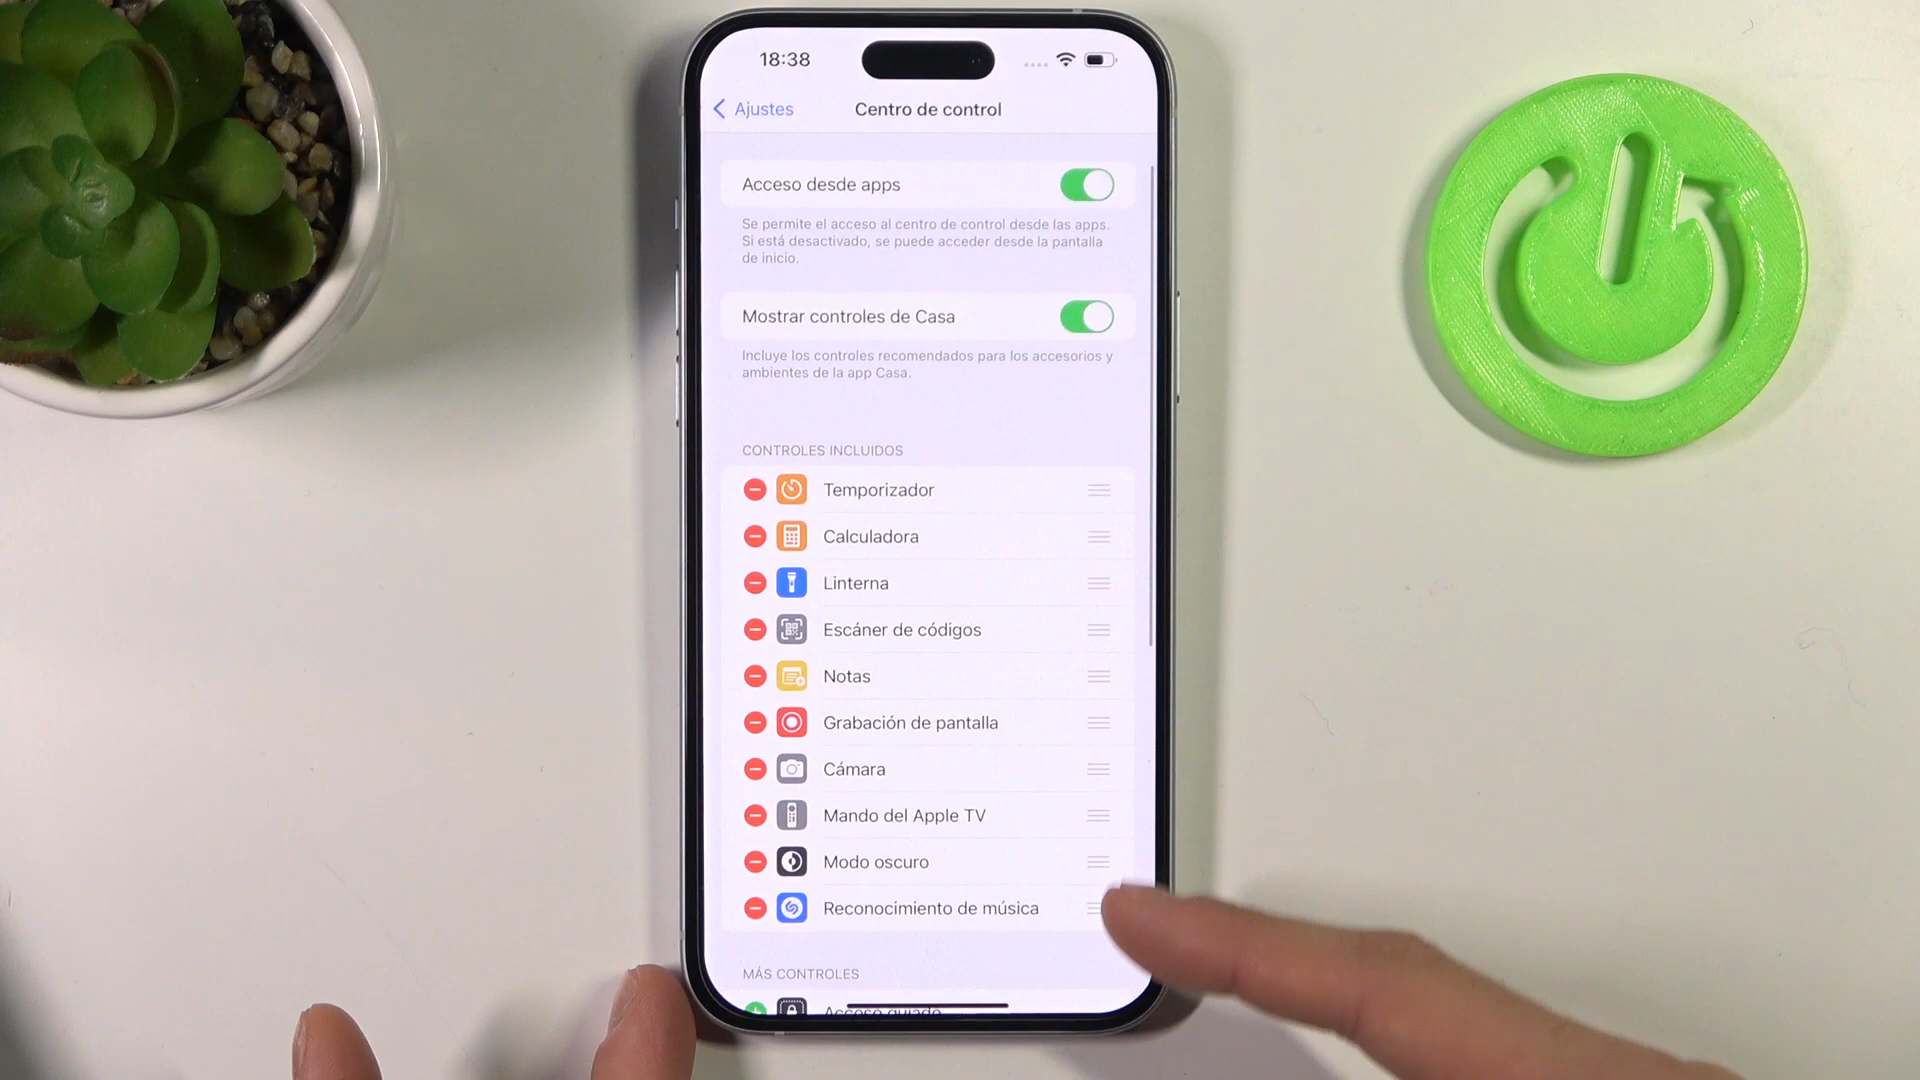 18:38
Ajustes
Centro de control
Acceso desde apps
Se permite el acceso al centro de control desde las apps.
Si está desactivado, se puede acceder desde la pantalla
de inicio.
Mostrar controles de Casa
Incluye los controles recomendados para los accesorios y
ambientes de la app Casa.
CONTROLES INCLUIDOS
Temporizador
Calculadora
Linterna
Escáner de códigos
Notas
Grabación de pantalla
Cámara
Mando del Apple TV
Modo oscuro
Reconocimiento de música
MÁS CONTROLES
Acceso guiado